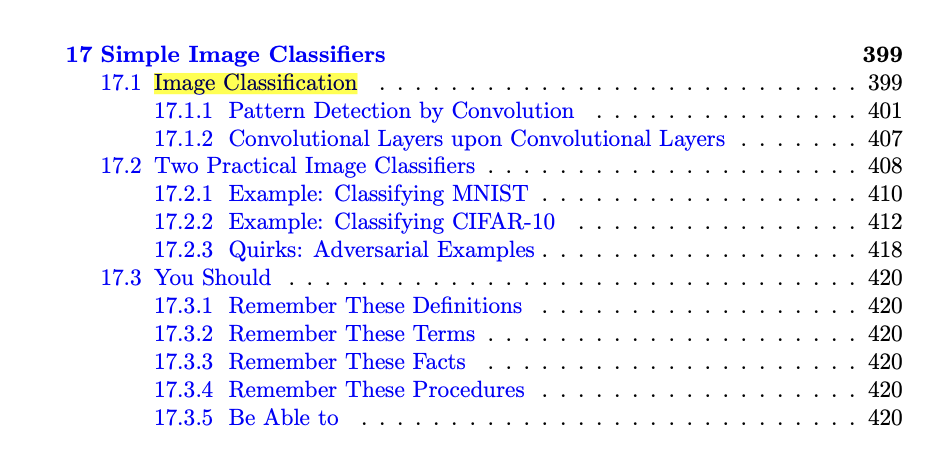 17 Simple Image Classifiers 399
17.1 Image Classification . . . . . . . . . . . . . . . . . . . . . . . . . . . 399
17.1.1 Pattern Detection by Convolution . . . . . . . . . . . . . . . 401
17.1.2 Convolutional Layers upon Convolutional Layers . . . . . . . 407
17.2 Two Practical Image Classifiers . . . . . . . . . . . . . . . . . . . . . 408
17.2.1 Example: Classifying MNIST . . . . . . . . . . . . . . . . . . 410
17.2.2 Example: Classifying CIFAR-10 . . . . . . . . . . . . . . . . 412
17.2.3 Quirks: Adversarial Examples . . . . . . . . . . . . . . . . . . 418
17.3 You Should . . . . . . . . . . . . . . . . . . . . . . . . . . . . . . . . 420
17.3.1 Remember These Definitions . . . . . . . . . . . . . . . . . . 420
17.3.2 Remember These Terms . . . . . . . . . . . . . . . . . . . . . 420
17.3.3 Remember These Facts . . . . . . . . . . . . . . . . . . . . . 420
17.3.4 Remember These Procedures . . . . . . . . . . . . . . . . . . 420
17.3.5 Be Able to . . . . . . . . . . . . . . . . . . . . . . . . . . . . 420